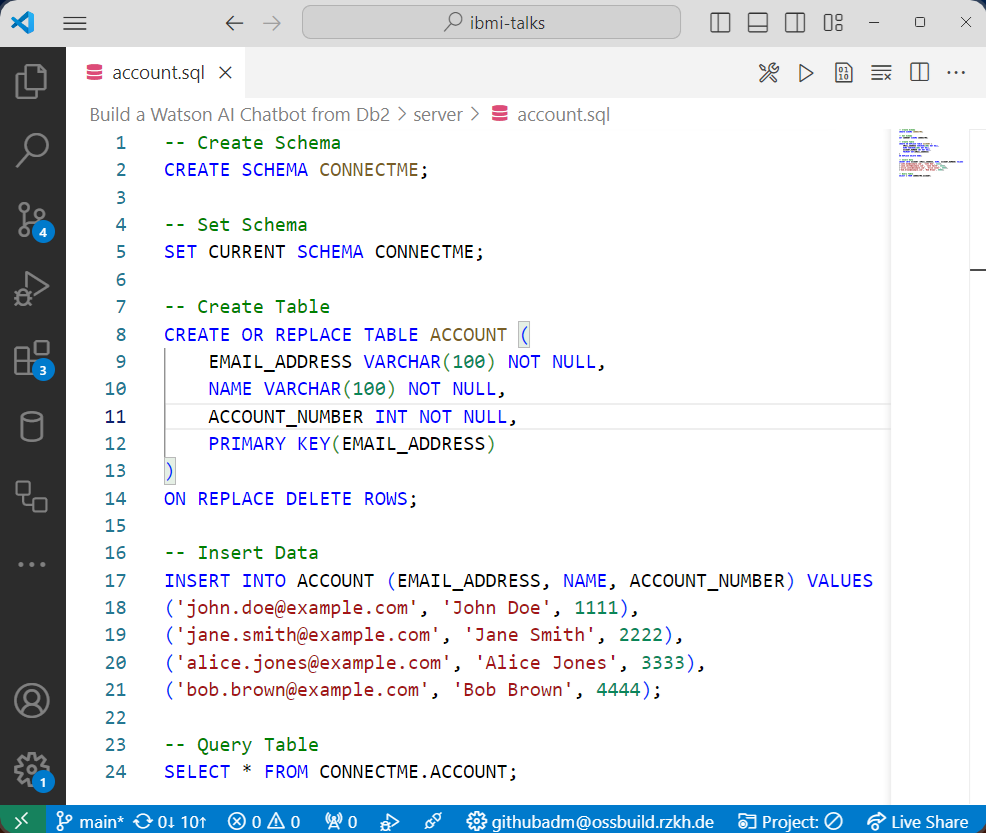 ibmi-talks
account.sql
Build a Watson AI Chatbot from Db2 > server > account.sql
1 -- Create Schema
2 CREATE SCHEMA CONNECTME;
3
4 -- Set Schema
5 SET CURRENT SCHEMA CONNECTME;
6
7 -- Create Table
8 CREATE OR REPLACE TABLE ACCOUNT (
9 EMAIL_ADDRESS VARCHAR(100) NOT NULL,
10 NAME VARCHAR(100) NOT NULL,
11 ACCOUNT_NUMBER INT NOT NULL,
12 PRIMARY KEY(EMAIL_ADDRESS)
13 )
14 ON REPLACE DELETE ROWS;
15
16 -- Insert Data
17 INSERT INTO ACCOUNT (EMAIL_ADDRESS, NAME, ACCOUNT_NUMBER) VALUES
18 ('john.doe@example.com', 'John Doe', 1111),
19 ('jane.smith@example.com', 'Jane Smith', 2222),
20 ('alice.jones@example.com', 'Alice Jones', 3333),
21 ('bob.brown@example.com', 'Bob Brown', 4444);
22
23 -- Query Table
24 SELECT * FROM CONNECTME.ACCOUNT;
4
3
1
main* 0↓ 10↑ 0 0 0 githubadm@ossbuild.rzkh.de Project: Live Share